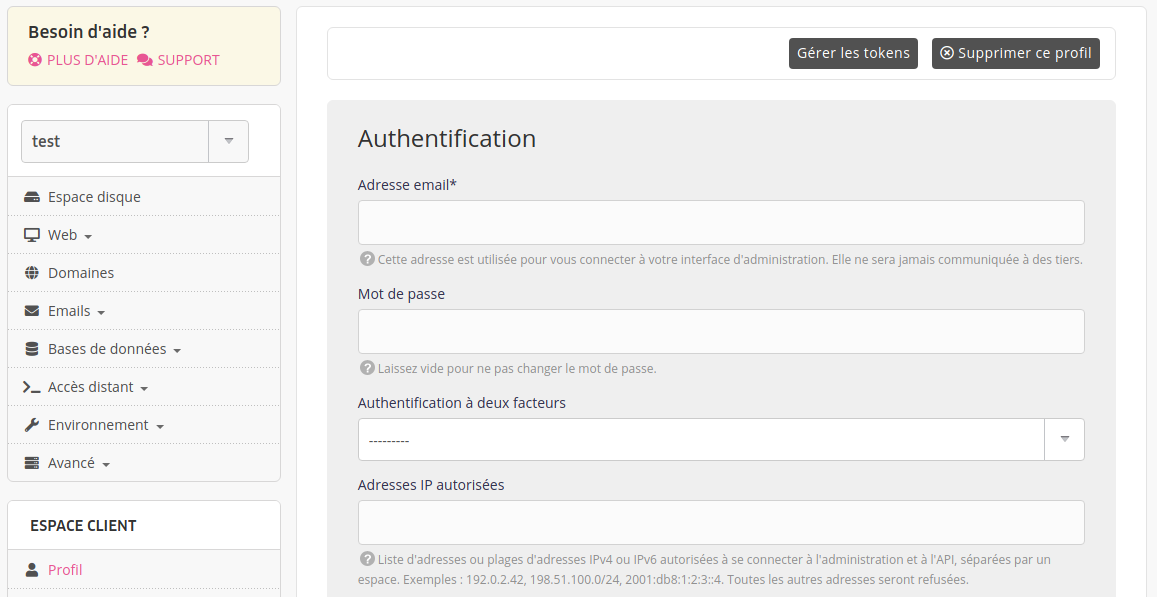 Besoin d'aide ?
PLUS D'AIDE SUPPORT
test
Espace disque
Web
Domaines
Emails
Bases de données
Accès distant
Environnement
Avancé
ESPACE CLIENT
Profil
Gérer les tokens
Supprimer ce profil
Authentification
Adresse email*
Cette adresse est utilisée pour vous connecter à votre interface d'administration. Elle ne sera jamais communiquée à des tiers.
Mot de passe
Laissez vide pour ne pas changer le mot de passe.
Authentification à deux facteurs
---------
Adresses IP autorisées
Liste d'adresses ou plages d'adresses IPv4 ou IPv6 autorisées à se connecter à l'administration et à l'API, séparées par un
espace. Exemples : 192.0.2.42, 198.51.100.0/24, 2001:db8:1:2:3::4. Toutes les autres adresses seront refusées.